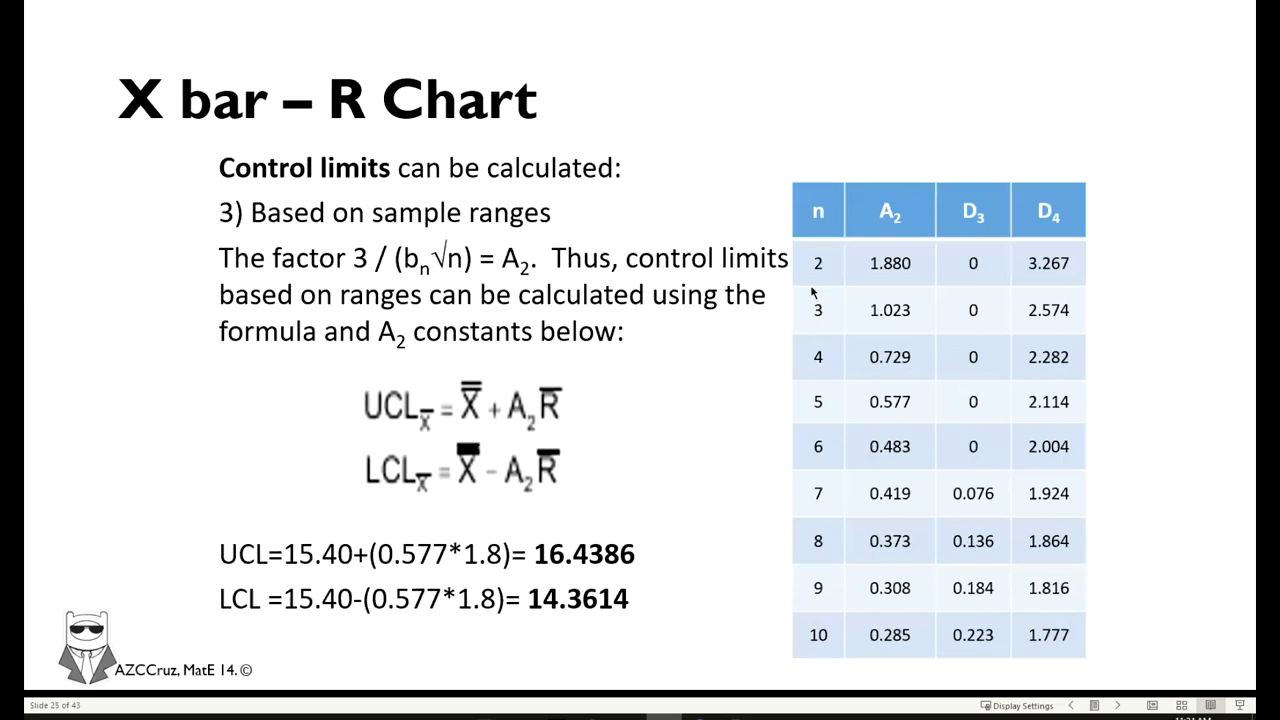 X bar – R Chart
Control limits can be calculated:
3) Based on sample ranges
The factor 3 / (bn√n) = A2. Thus, control limits
based on ranges can be calculated using the
formula and A2 constants below:
UCLx̅ = X̿ + A2R̅
LCLx̅ = X̿ - A2R̅
UCL=15.40+(0.577*1.8)= 16.4386
LCL =15.40-(0.577*1.8)= 14.3614
n A2 D3 D4
2 1.880 0 3.267
3 1.023 0 2.574
4 0.729 0 2.282
5 0.577 0 2.114
6 0.483 0 2.004
7 0.419 0.076 1.924
8 0.373 0.136 1.864
9 0.308 0.184 1.816
10 0.285 0.223 1.777
AZCCruz, MatE 14. ©
Slide 25 of 43
Display Settings